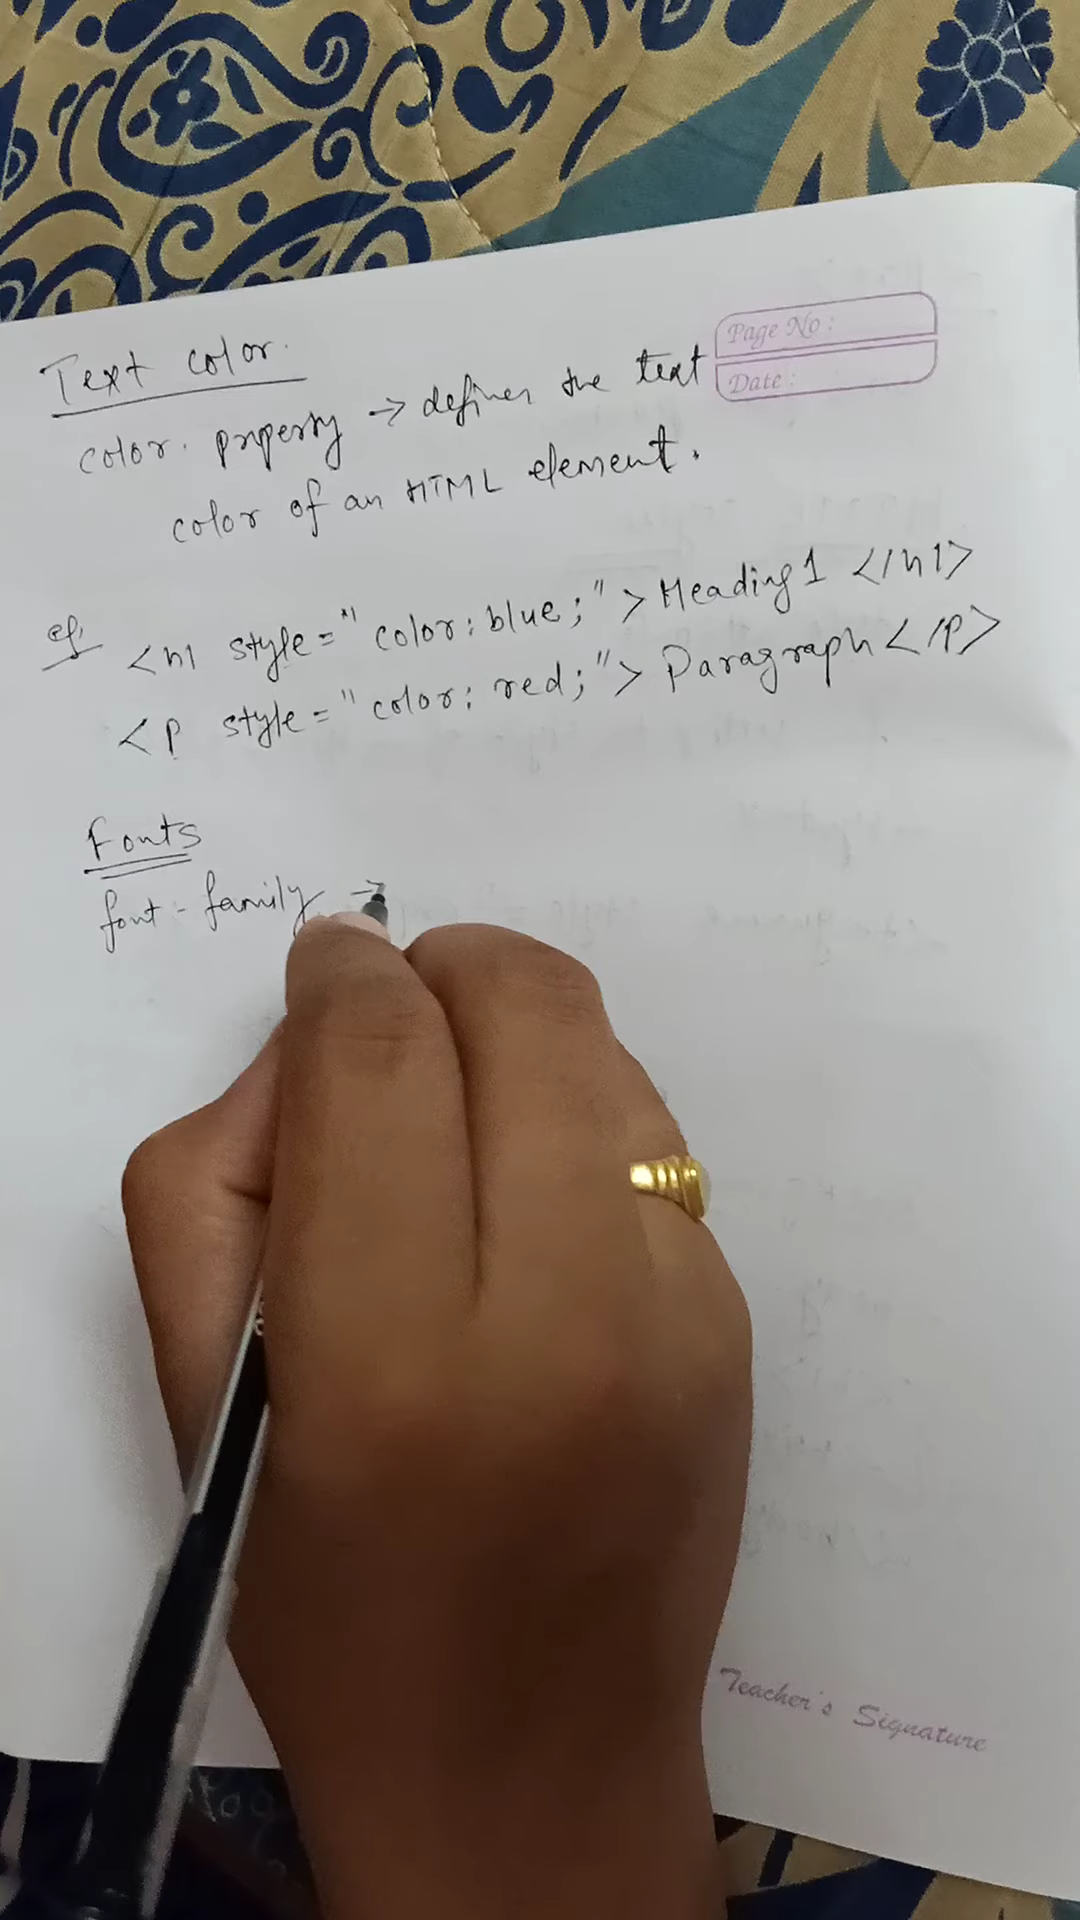 Page No :
Date :
Text color.
color. property → defines the text
color of an HTML element.
eg:
<h1 style="color:blue;">Heading 1 </h1>
<p style="color: red;">Paragraph</p>
Fonts
font-family →
Teacher's Signature